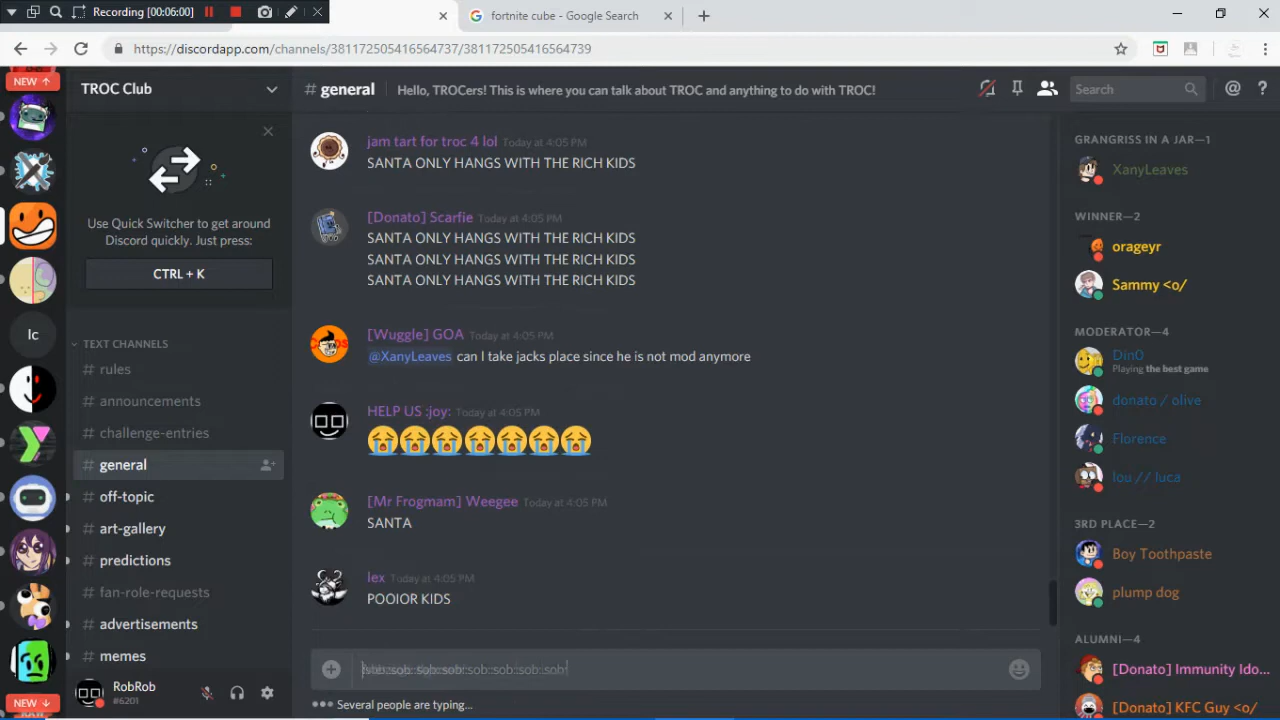 Recording (00:06:00)
fortnite cube - Google Search
https://discordapp.com/channels/381172505416564737/381172505416564739
NEW ↑
lc
NEW ↓
TROC Club
Use Quick Switcher to get around
Discord quickly. Just press:
CTRL + K
TEXT CHANNELS
# rules
# announcements
# challenge-entries
# general
# off-topic
# art-gallery
# predictions
# fan-role-requests
# advertisements
# memes
RobRob
#6201
# general
Hello, TROCers! This is where you can talk about TROC and anything to do with TROC!
Search
jam tart for troc 4 lol Today at 4:05 PM
SANTA ONLY HANGS WITH THE RICH KIDS
[Donato] Scarfie Today at 4:05 PM
SANTA ONLY HANGS WITH THE RICH KIDS
SANTA ONLY HANGS WITH THE RICH KIDS
SANTA ONLY HANGS WITH THE RICH KIDS
[Wuggle] GOA Today at 4:05 PM
@XanyLeaves can I take jacks place since he is not mod anymore
HELP US :joy: Today at 4:05 PM
😭😭😭😭😭😭😭
[Mr Frogmam] Weegee Today at 4:05 PM
SANTA
lex Today at 4:05 PM
POOIOR KIDS
Several people are typing...
GRANGRISS IN A JAR—1
XanyLeaves
WINNER—2
orageyr
Sammy <o/
MODERATOR—4
Din0
Playing the best game
donato / olive
Florence
lou // luca
3RD PLACE—2
Boy Toothpaste
plump dog
ALUMNI—4
[Donato] Immunity Ido...
[Donato] KFC Guy <o/